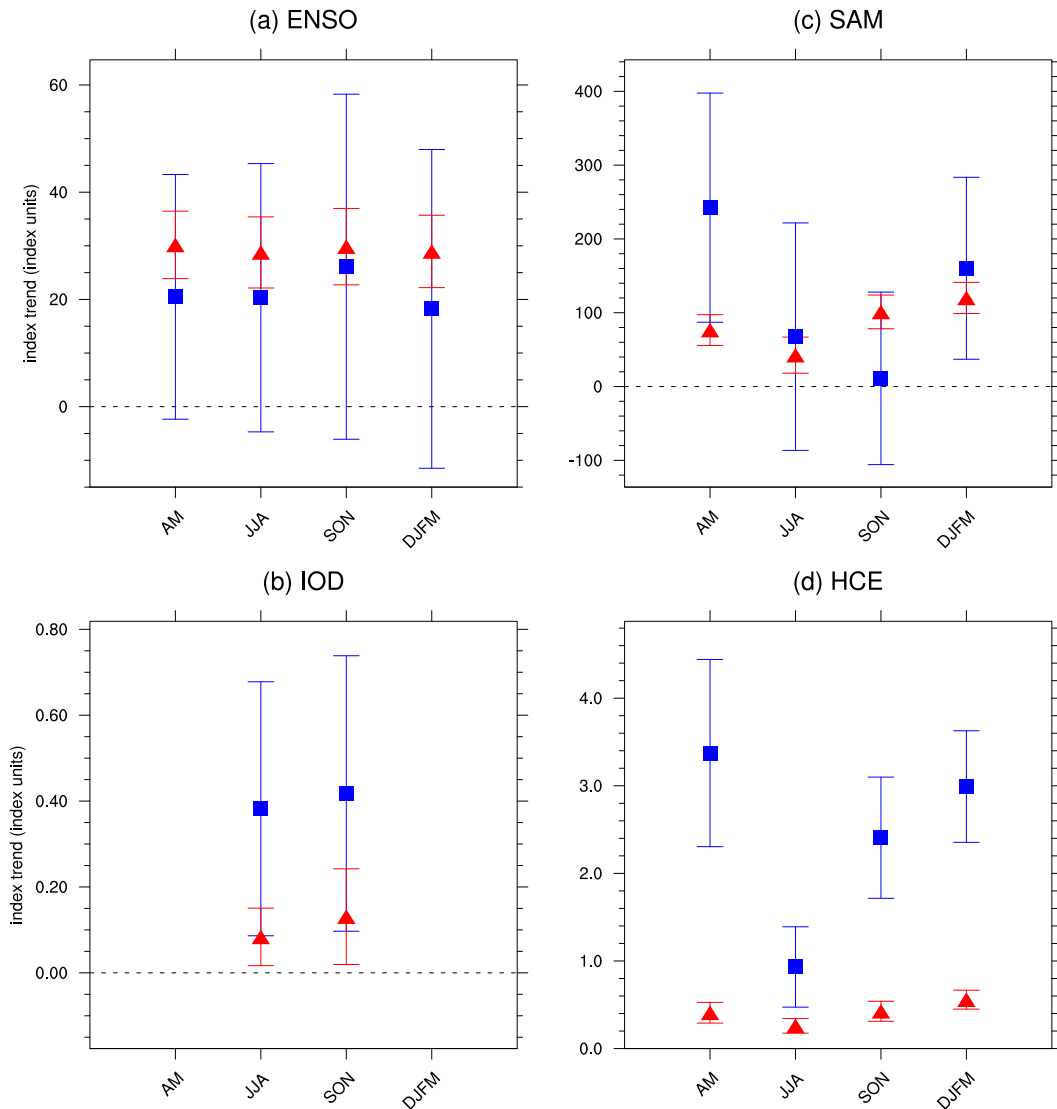 (a) ENSO
index trend (index units)
60
40
20
0
AM
JJA
SON
DJFM
(c) SAM
400
300
200
100
0
-100
AM
JJA
SON
DJFM
(b) IOD
index trend (index units)
0.80
0.60
0.40
0.20
0.00
AM
JJA
SON
DJFM
(d) HCE
4.0
3.0
2.0
1.0
0.0
AM
JJA
SON
DJFM